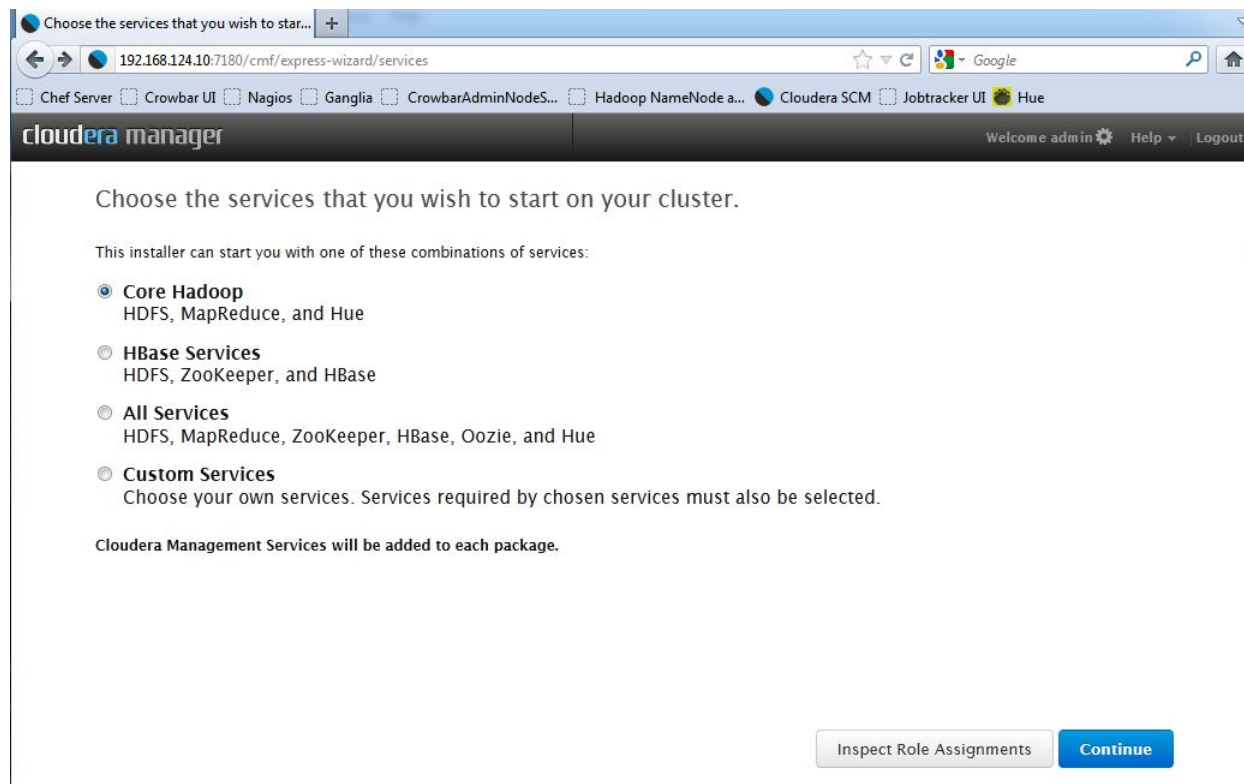 Choose the services that you wish to star... +
192.168.124.10:7180/cmf/express-wizard/services Google
Chef Server Crowbar UI Nagios Ganglia CrowbarAdminNodeS... Hadoop NameNode a... Cloudera SCM Jobtracker UI Hue
cloudera manager Welcome admin Help Logout
Choose the services that you wish to start on your cluster.
This installer can start you with one of these combinations of services:
Core Hadoop
HDFS, MapReduce, and Hue
HBase Services
HDFS, ZooKeeper, and HBase
All Services
HDFS, MapReduce, ZooKeeper, HBase, Oozie, and Hue
Custom Services
Choose your own services. Services required by chosen services must also be selected.
Cloudera Management Services will be added to each package.
Inspect Role Assignments Continue